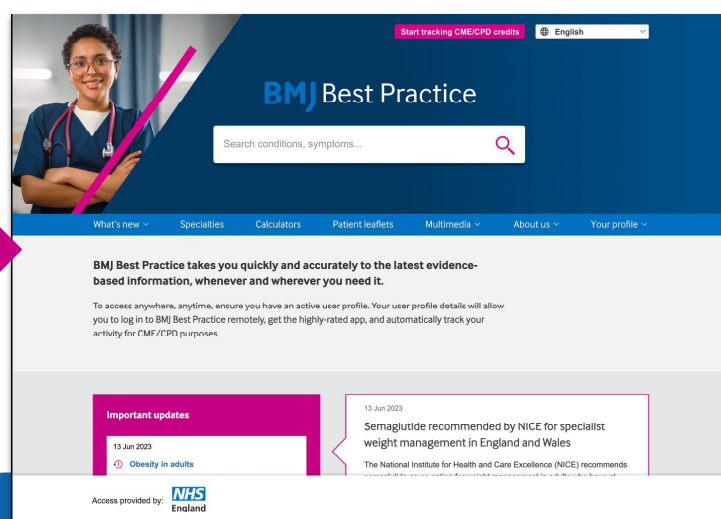 Start tracking CME/CPD credits
English
BMJ Best Practice
Search conditions, symptoms...
What's new
Specialties
Calculators
Patient leaflets
Multimedia
About us
Your profile
BMJ Best Practice takes you quickly and accurately to the latest evidence-
based information, whenever and wherever you need it.
To access anywhere, anytime, ensure you have an active user profile. Your user profile details will allow
you to log in to BMJ Best Practice remotely, get the highly-rated app, and automatically track your
activity for CME/CPD purposes
Important updates
13 Jun 2023
Obesity in adults
13 Jun 2023
Semaglutide recommended by NICE for specialist
weight management in England and Wales
The National Institute for Health and Care Excellence (NICE) recommends
Access provided by:
NHS
England